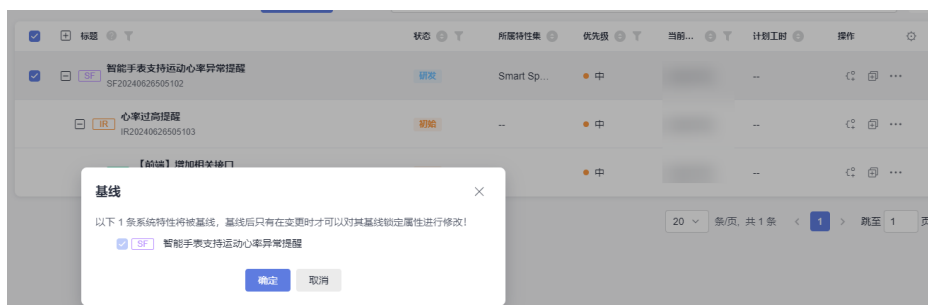 标题 状态 所属特性集 优先级 当前... 计划工时 操作
SF 智能手表支持运动心率异常提醒 研发 Smart Sp... 中 --
SF20240626505102
IR 心率过高提醒 初始 -- 中 --
IR20240626505103
【前端】增加相关接口 中 --
基线
以下 1 条系统特性将被基线，基线后只有在变更时才可以对其基线锁定属性进行修改！
SF 智能手表支持运动心率异常提醒
确定 取消
20 条/页, 共 1 条 1 跳至 1 页